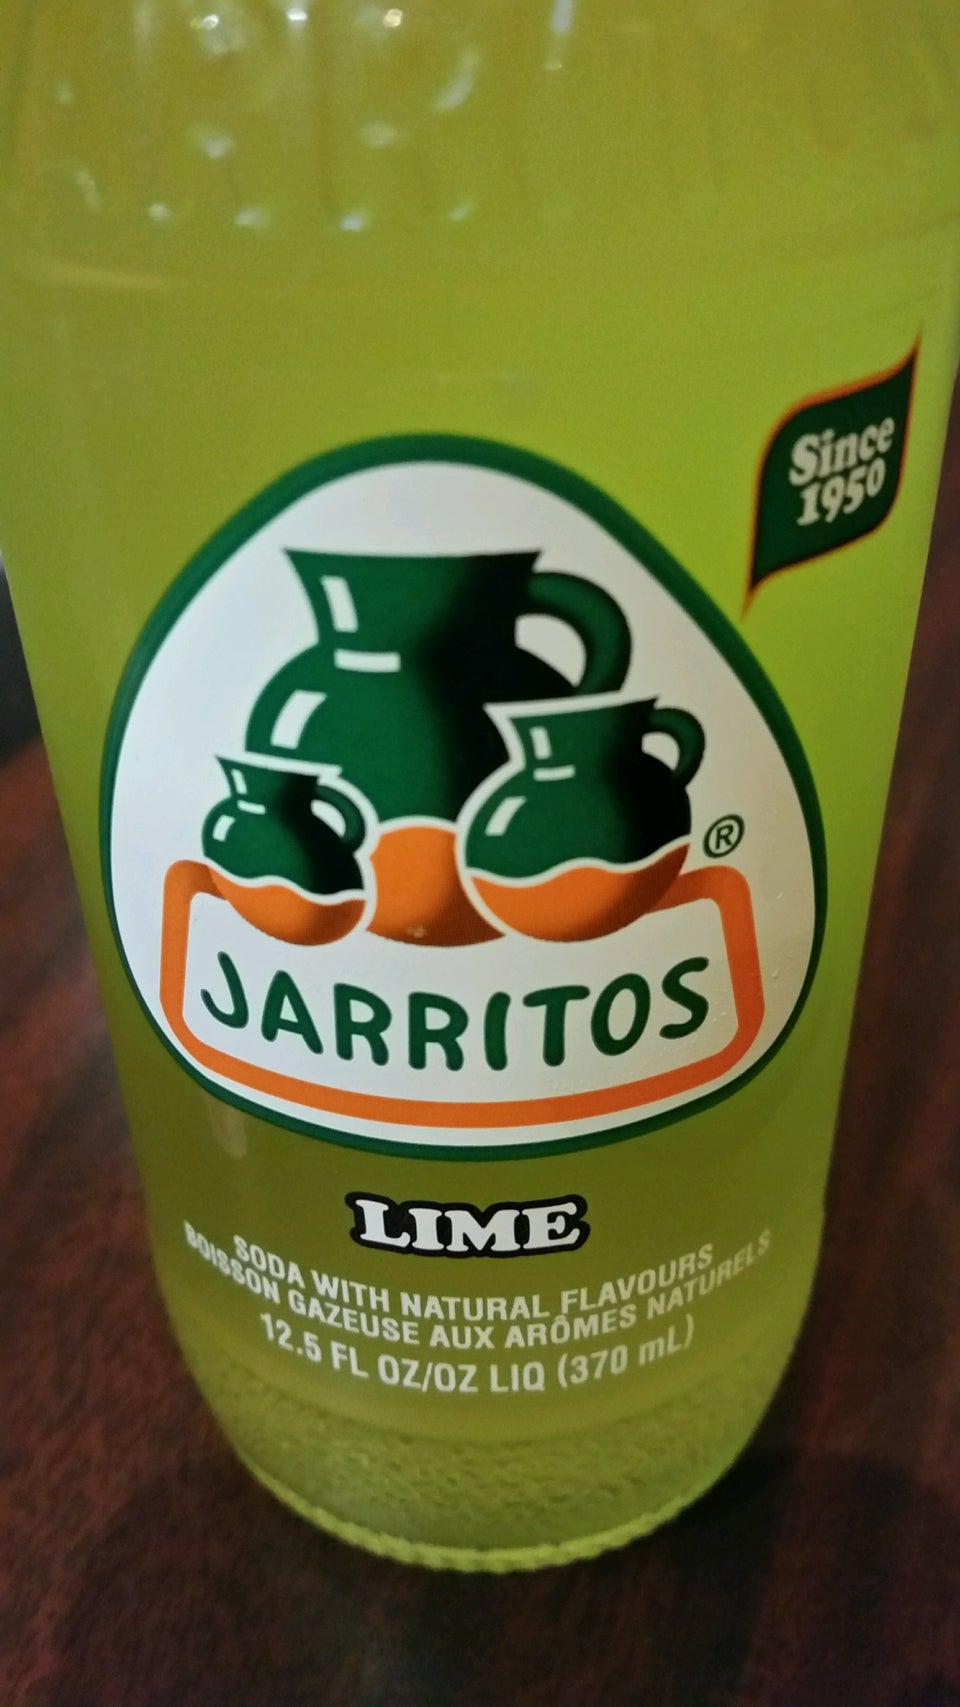 Since
1950
®
JARRITOS
LIME
SODA WITH NATURAL FLAVOURS
BOISSON GAZEUSE AUX ARÔMES NATURELS
12.5 FL OZ/OZ LIQ (370 mL)